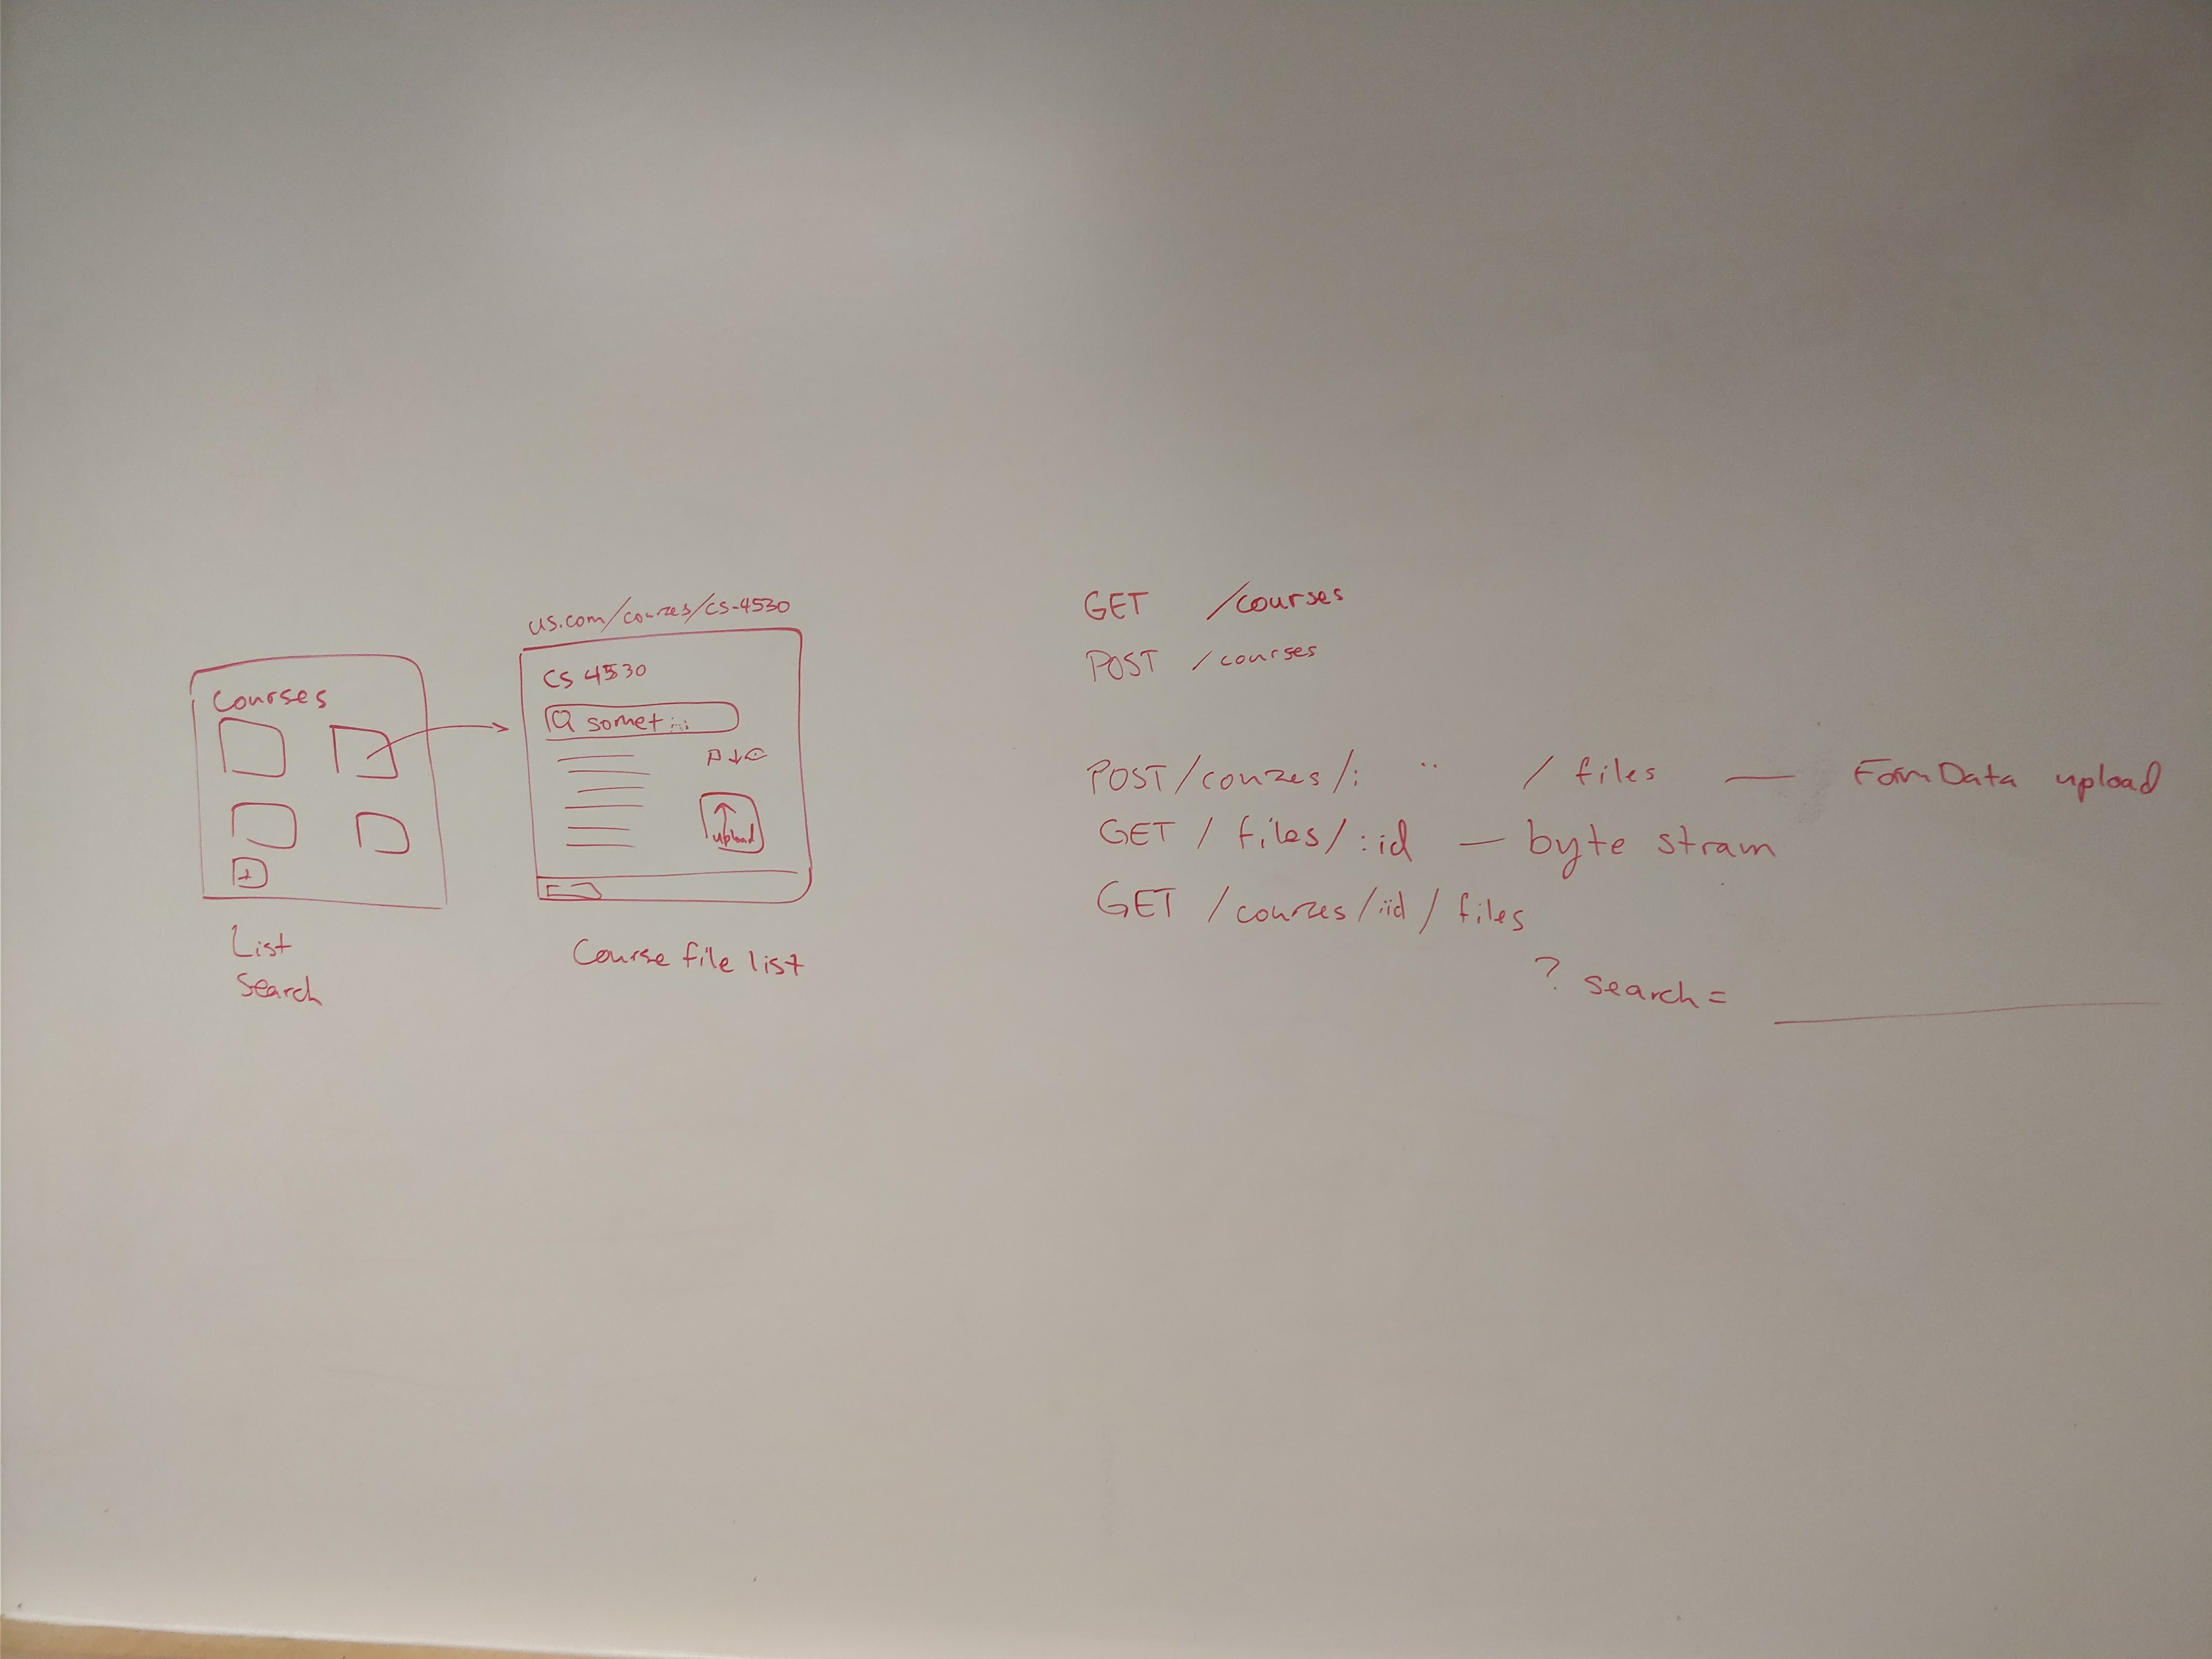 us.com/courses/cs-4530
Courses
+
List
Search
CS 4530
somet...
upload
Course file list
GET /courses
POST /courses
POST /courses/: " / files — FormData upload
GET / files/:id — byte stram
GET /courses/:id / files
? search = ______